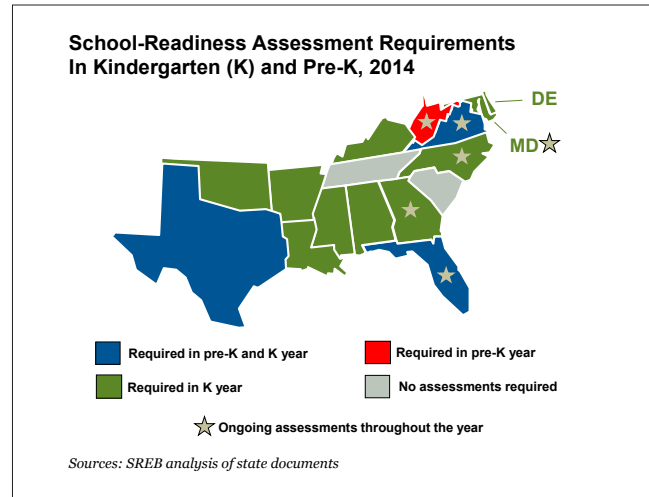 School-Readiness Assessment Requirements
In Kindergarten (K) and Pre-K, 2014
DE
MD
Required in pre-K and K year
Required in pre-K year
Required in K year
No assessments required
Ongoing assessments throughout the year
Sources: SREB analysis of state documents